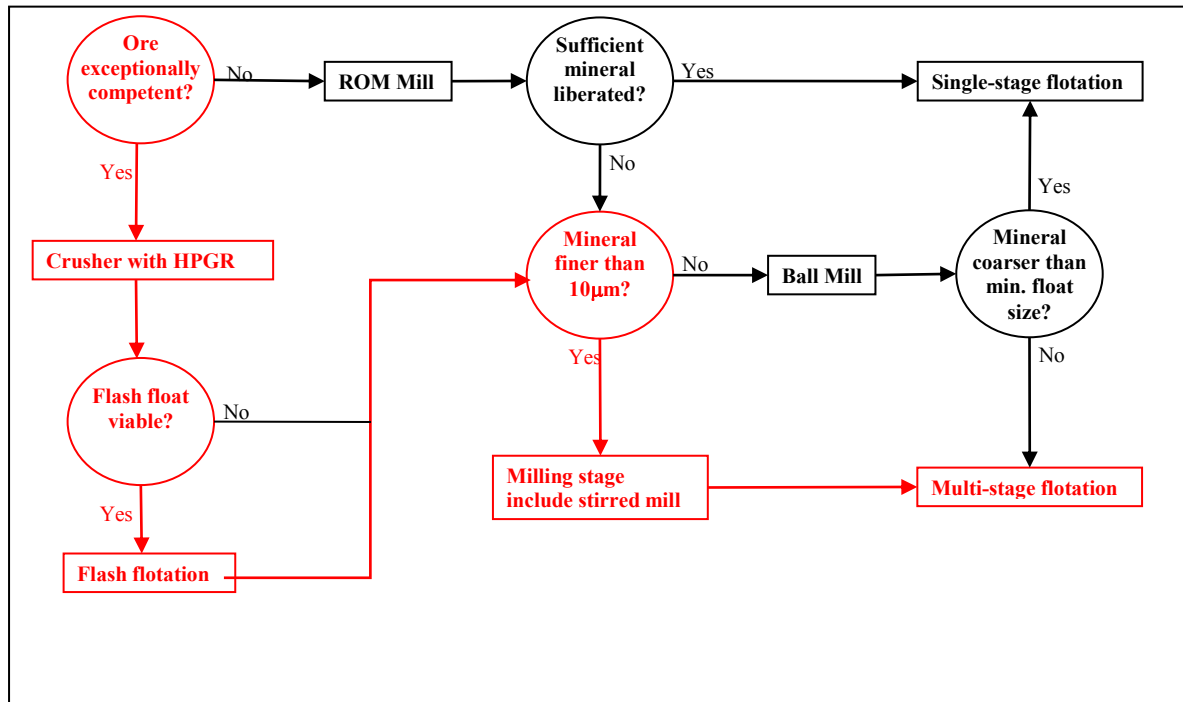 Ore
exceptionally
competent?
No
ROM Mill
Sufficient
mineral
liberated?
Yes
Single-stage flotation
Yes
No
Yes
Crusher with HPGR
Mineral
finer than
10μm?
No
Ball Mill
Mineral
coarser than
min. float
size?
Yes
No
Flash float
viable?
No
Milling stage
include stirred mill
Multi-stage flotation
Yes
Flash flotation